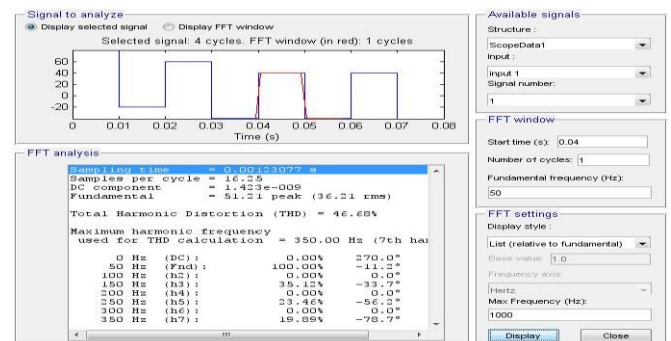 Signal to analyze
Display selected signal Display FFT window
Selected signal: 4 cycles. FFT window (in red): 1 cycles
60
40
20
0
-20
0 0.01 0.02 0.03 0.04 0.05 0.06 0.07 0.08
Time (s)
FFT analysis
Sampling time = 0.00123077 s
Samples per cycle = 16.25
DC component = 1.423e-009
Fundamental = 51.21 peak (36.21 rms)
Total Harmonic Distortion (THD) = 46.68%
Maximum harmonic frequency
used for THD calculation = 350.00 Hz (7th har
0 Hz (DC): 0.00% 270.0°
50 Hz (Fnd): 100.00% -11.2°
100 Hz (h2): 0.00% 0.0°
150 Hz (h3): 35.12% -33.7°
200 Hz (h4): 0.00% 0.0°
250 Hz (h5): 23.46% -56.2°
300 Hz (h6): 0.00% 0.0°
350 Hz (h7): 19.89% -78.7°
Available signals
Structure :
ScopeData1
Input :
input 1
Signal number:
1
FFT window
Start time (s): 0.04
Number of cycles: 1
Fundamental frequency (Hz):
50
FFT settings
Display style :
List (relative to fundamental)
Base value: 1.0
Frequency axis:
Hertz
Max Frequency (Hz):
1000
Display Close